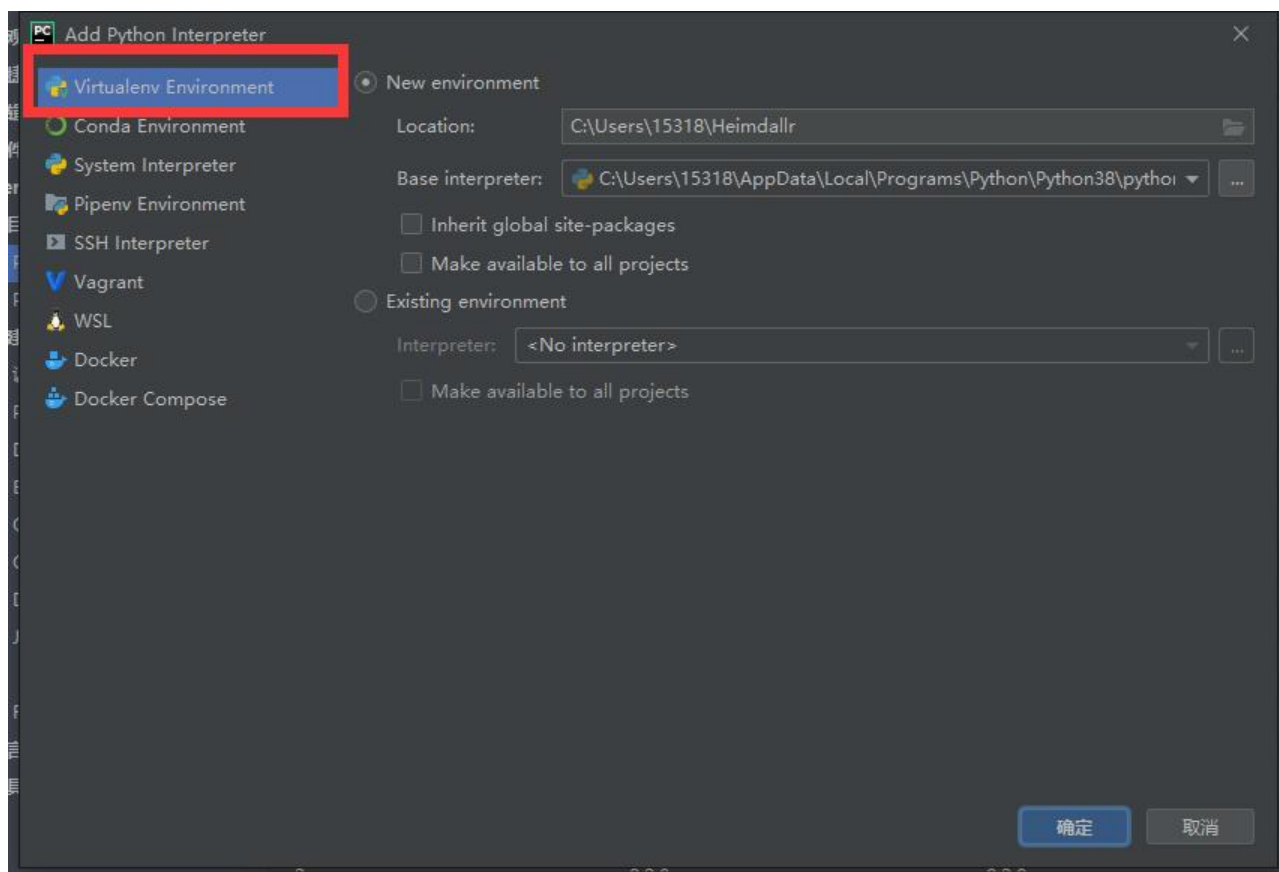 PC Add Python Interpreter
Virtualenv Environment
Conda Environment
System Interpreter
Pipenv Environment
SSH Interpreter
Vagrant
WSL
Docker
Docker Compose
New environment
Location: C:\Users\15318\Heimdallr
Base interpreter: C:\Users\15318\AppData\Local\Programs\Python\Python38\pytho
Inherit global site-packages
Make available to all projects
Existing environment
Interpreter: <No interpreter>
Make available to all projects
确定 取消